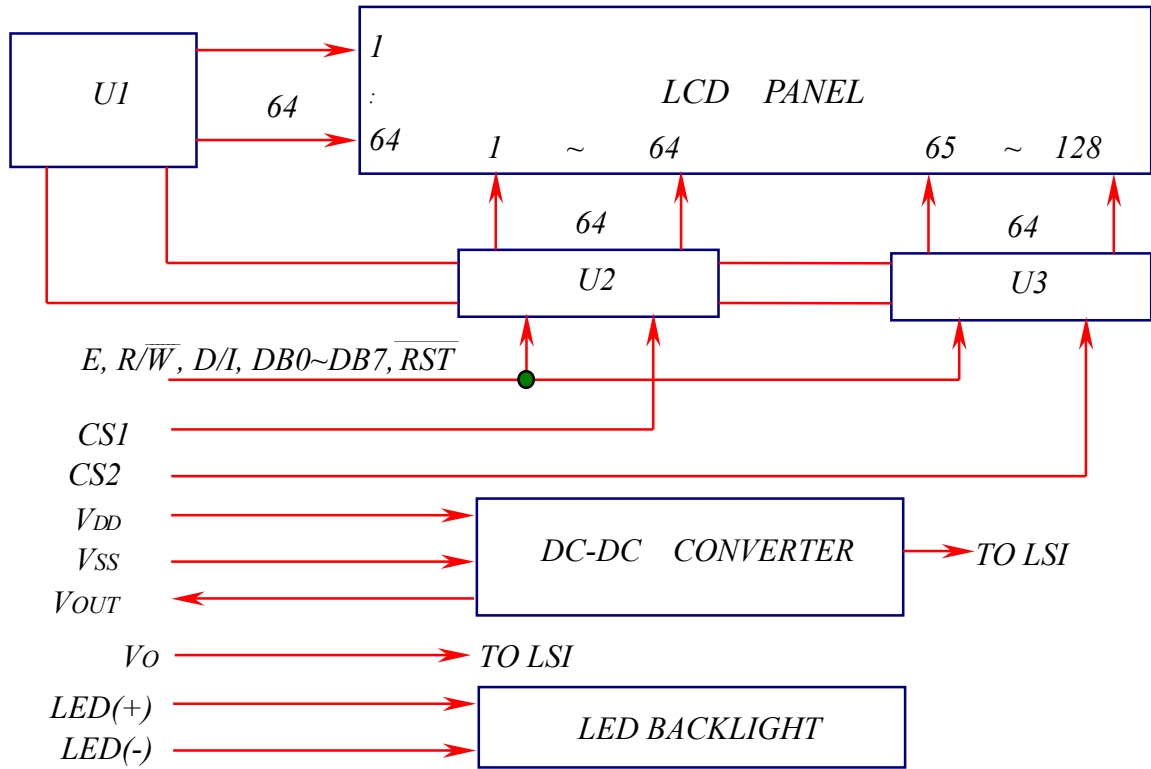 U1
64
1
:
64
LCD PANEL
1 ~ 64
65 ~ 128
64
64
U2
U3
E, R/W̅, D/I, DB0~DB7, R̅S̅T̅
CS1
CS2
VDD
VSS
VOUT
DC-DC CONVERTER
TO LSI
VO
TO LSI
LED(+)
LED(-)
LED BACKLIGHT